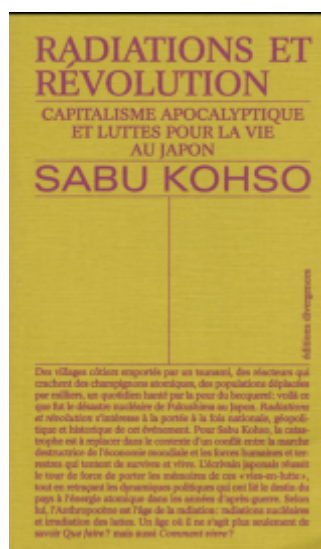 RADIATIONS ET
RÉVOLUTION
CAPITALISME APOCALYPTIQUE
ET LUTTES POUR LA VIE
AU JAPON
SABU KOHSO
éditions divergences
Des villages côtiers emportés par un tsunami, des réacteurs qui
crachent des champignons atomiques, des populations déplacées
par milliers, un quotidien hanté par la peur du becquerel: voilà ce
que fut le désastre nucléaire de Fukushima au Japon. Radiations
et révolution s'intéresse à la portée à la fois nationale, géopoli-
tique et historique de cet événement. Pour Sabu Kohso, la catas-
trophe est à replacer dans le contexte d'un conflit entre la marche
destructrice de l'économie mondiale et les forces humaines et ter-
restres qui tentent de survivre et vivre. L'écrivain japonais réussit
le tour de force de porter les mémoires de ces «vies-en-lutte»,
tout en retraçant les dynamiques politiques qui ont lié le destin du
pays à l'énergie atomique dans les années d'après-guerre. Selon
lui, l'Anthropocène est l'âge de la radiation: radiations nucléaires
et irradiation des luttes. Un âge où il ne s'agit plus seulement de
savoir Que faire? mais aussi Comment vivre?